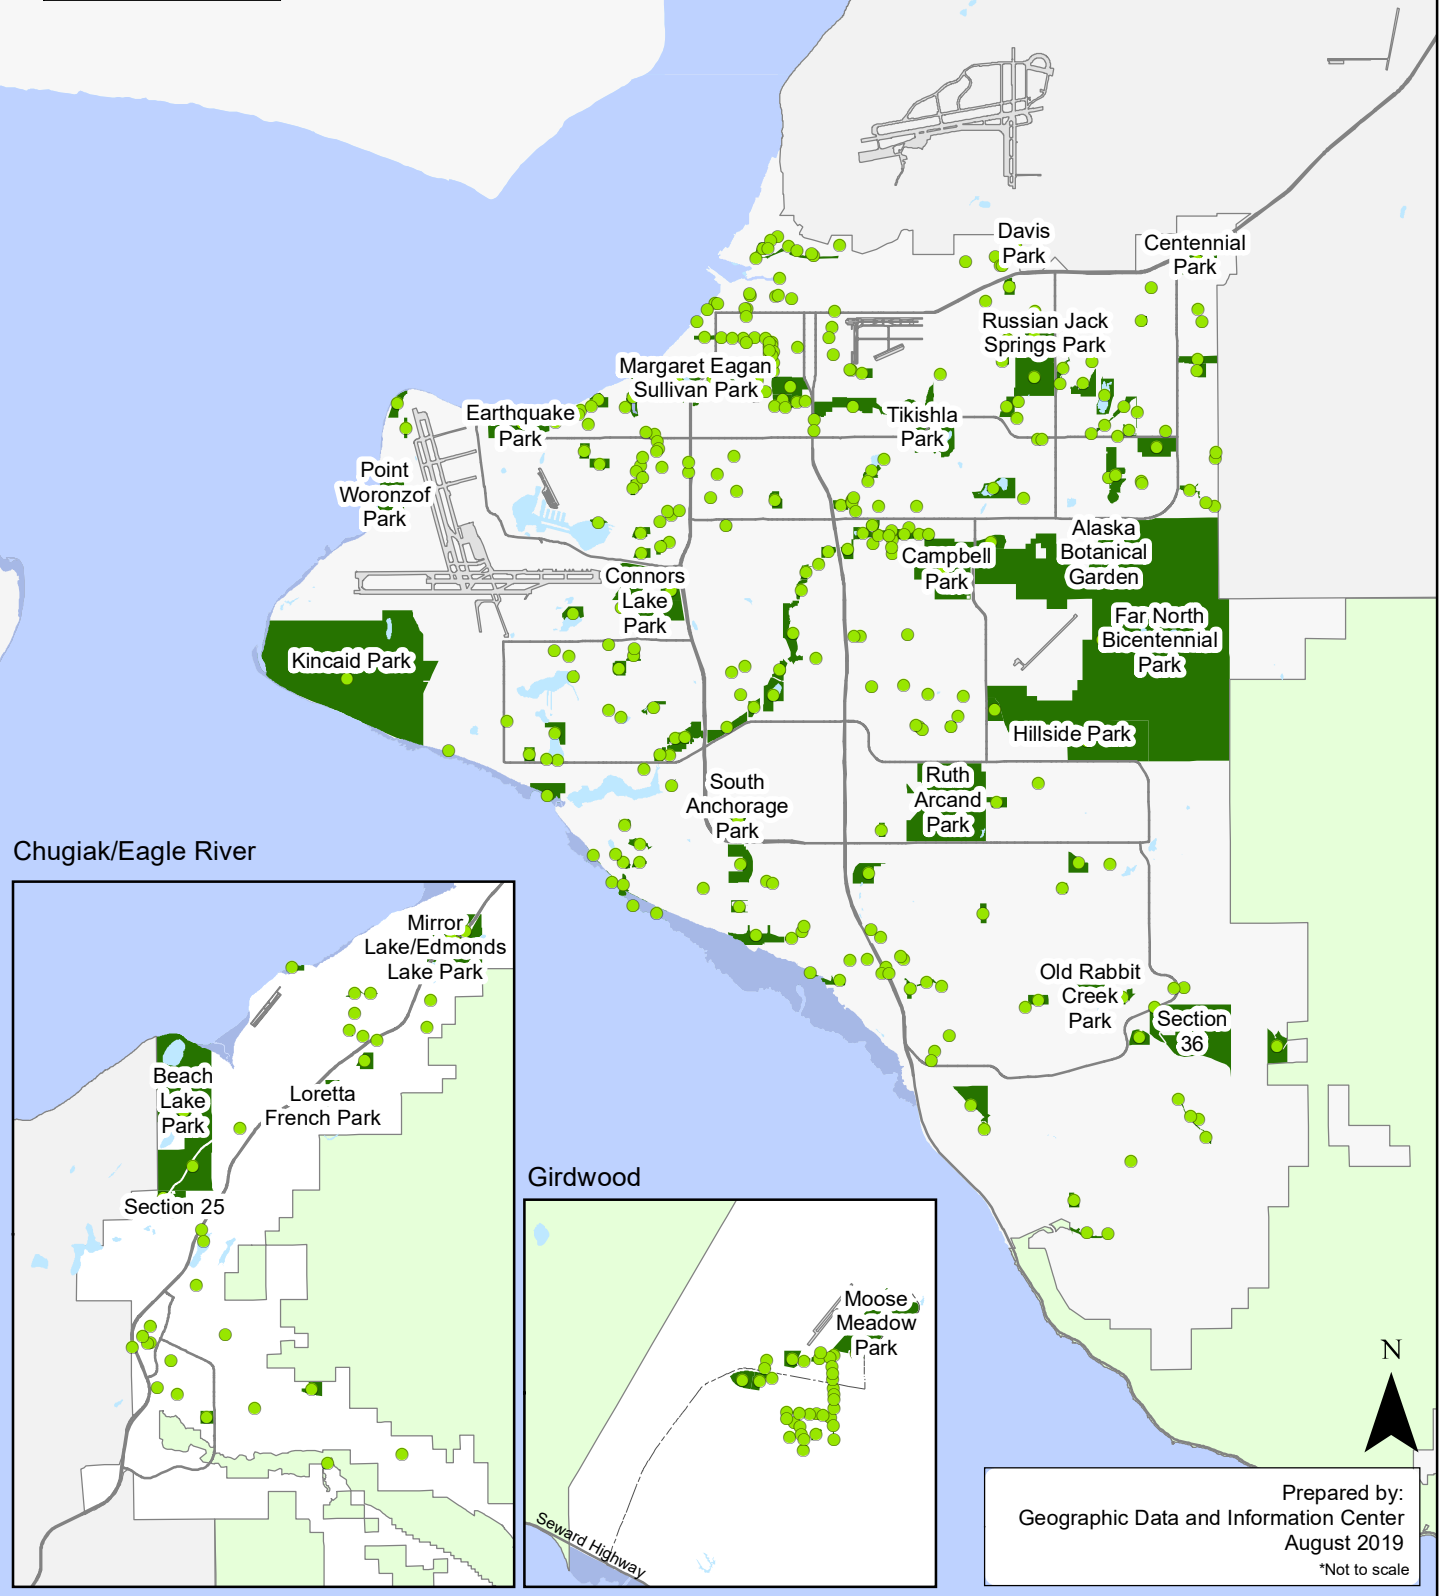 Davis
Park
Centennial
Park
Russian Jack
Springs Park
Margaret Eagan
Sullivan Park
Earthquake
Park
Tikishla
Park
Point
Woronzof
Park
Alaska
Botanical
Garden
Campbell
Park
Connors
Lake
Park
Far North
Bicentennial
Park
Kincaid Park
Hillside Park
South
Anchorage
Park
Ruth
Arcand
Park
Old Rabbit
Creek
Park
Section
36
Chugiak/Eagle River
Mirror
Lake/Edmonds
Lake Park
Beach
Lake
Park
Loretta
French Park
Section 25
Girdwood
Moose
Meadow
Park
Seward Highway
N
Prepared by:
Geographic Data and Information Center
August 2019
*Not to scale